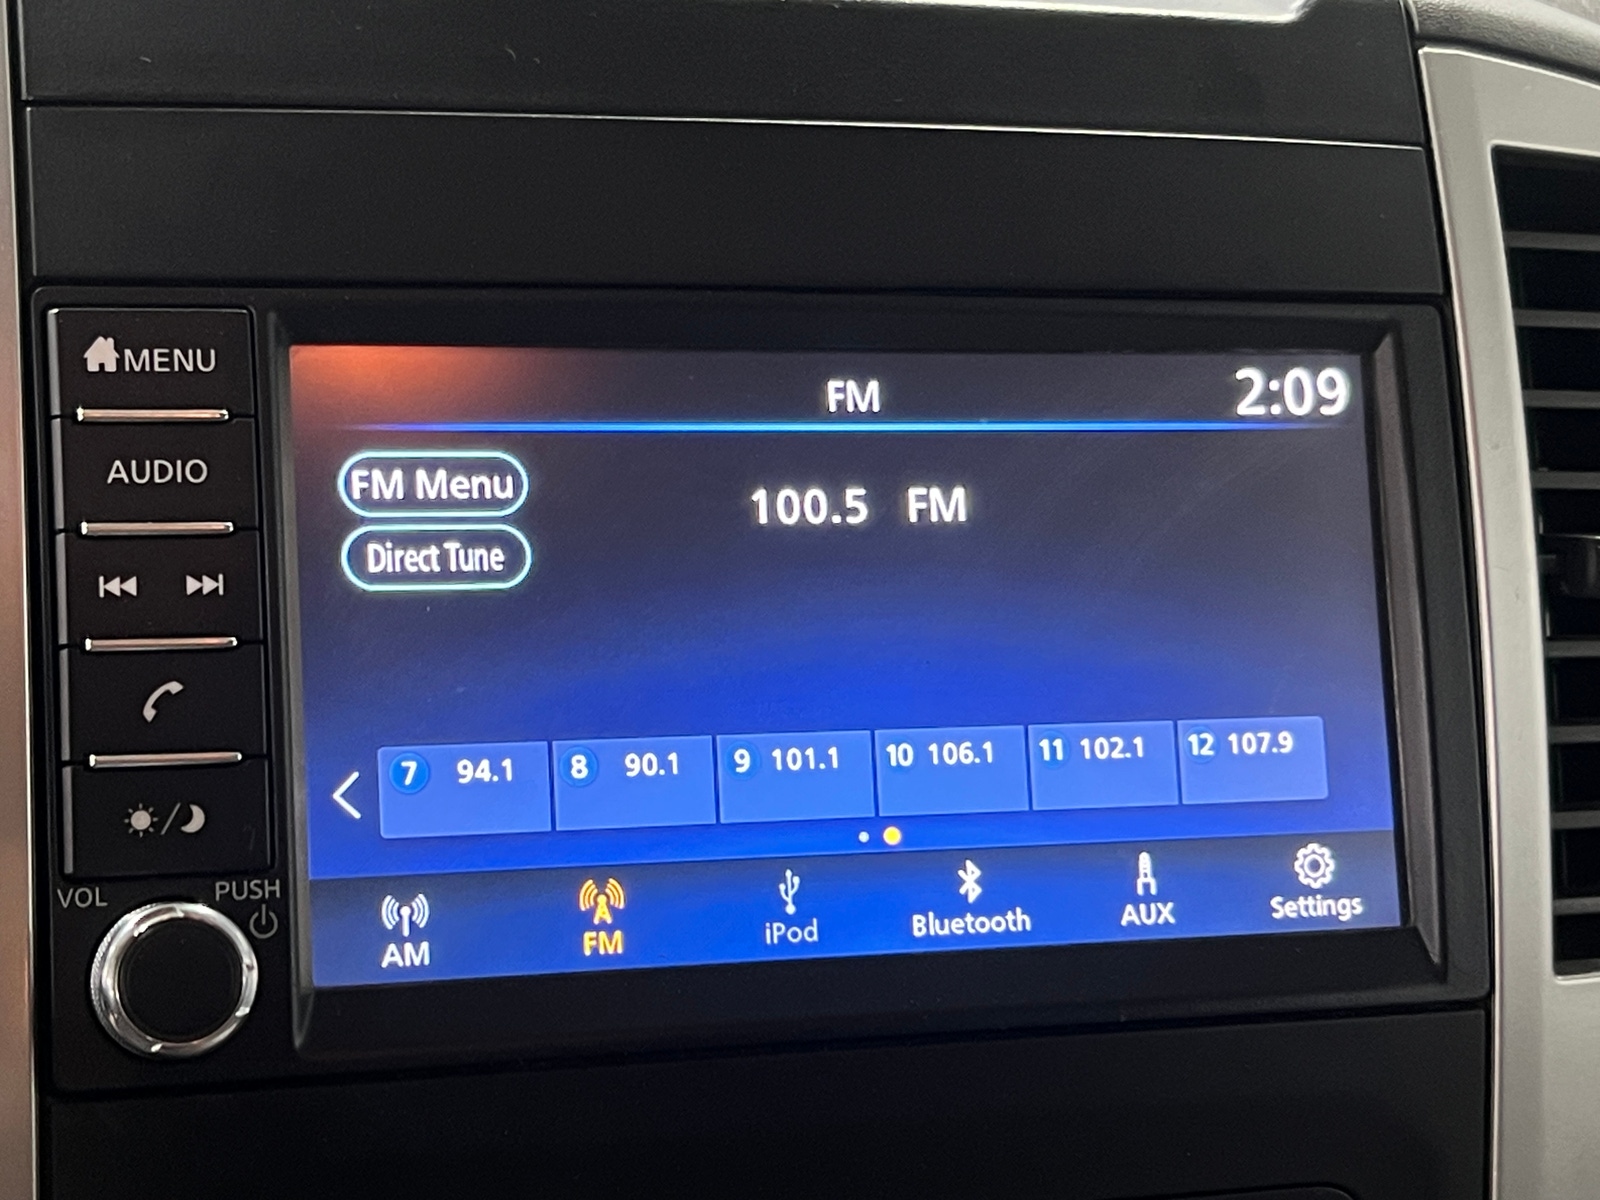 MENU
AUDIO
VOL
PUSH
FM
2:09
FM Menu
100.5 FM
Direct Tune
7 94.1
8 90.1
9 101.1
10 106.1
11 102.1
12 107.9
AM
FM
iPod
Bluetooth
AUX
Settings